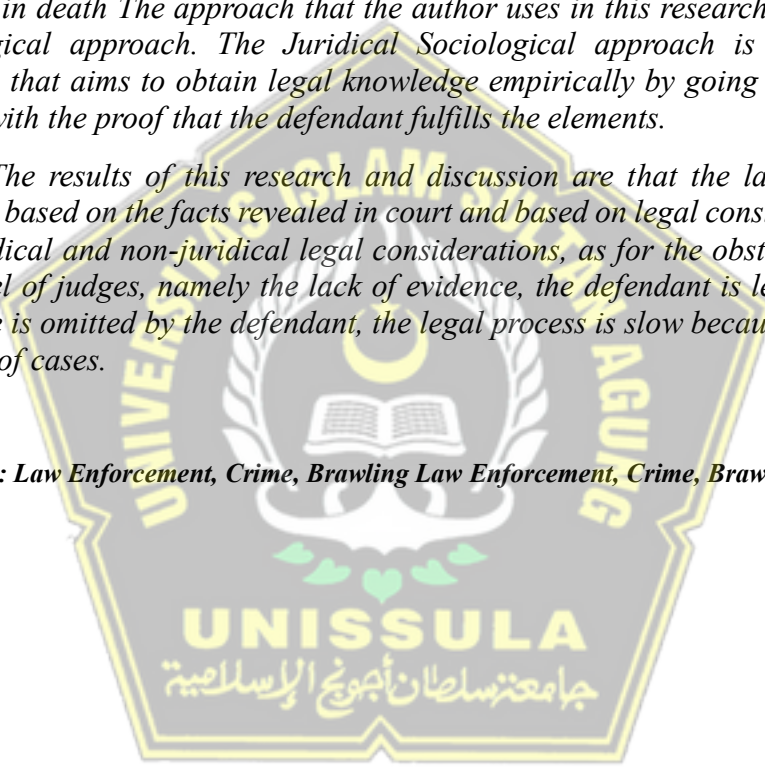 in death The approach that the author uses in this research
gical approach. The Juridical Sociological approach is
that aims to obtain legal knowledge empirically by going
with the proof that the defendant fulfills the elements.
The results of this research and discussion are that the la
based on the facts revealed in court and based on legal cons
dical and non-juridical legal considerations, as for the obst
el of judges, namely the lack of evidence, the defendant is le
e is omitted by the defendant, the legal process is slow becau
of cases.
: Law Enforcement, Crime, Brawling Law Enforcement, Crime, Braw
UNIVERSITAS ISLAM SULTAN AGUNG
UNISSULA
جامعته سلطان أجونج الإسلامية